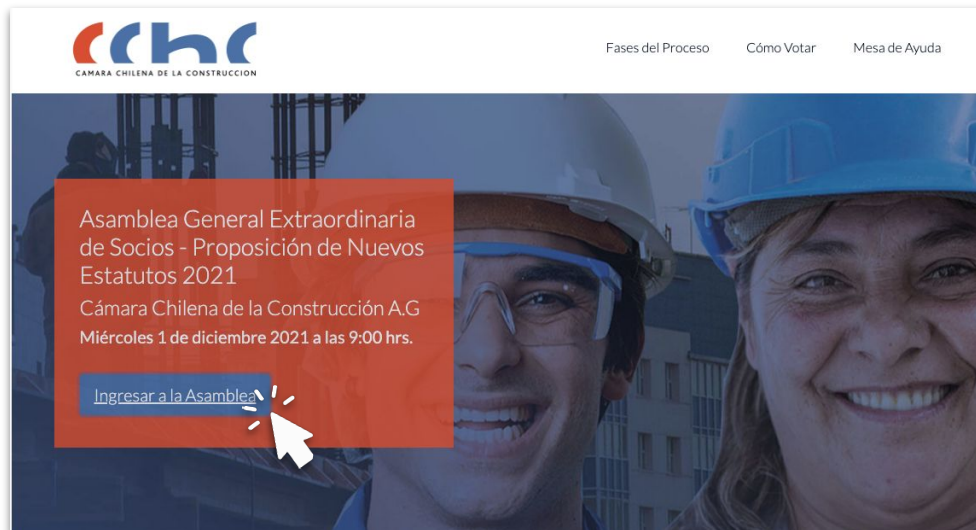 cchc
CAMARA CHILENA DE LA CONSTRUCCION
Fases del Proceso
Cómo Votar
Mesa de Ayuda
Asamblea General Extraordinaria
de Socios - Proposición de Nuevos
Estatutos 2021
Cámara Chilena de la Construcción A.G
Miércoles 1 de diciembre 2021 a las 9:00 hrs.
Ingresar a la Asamblea